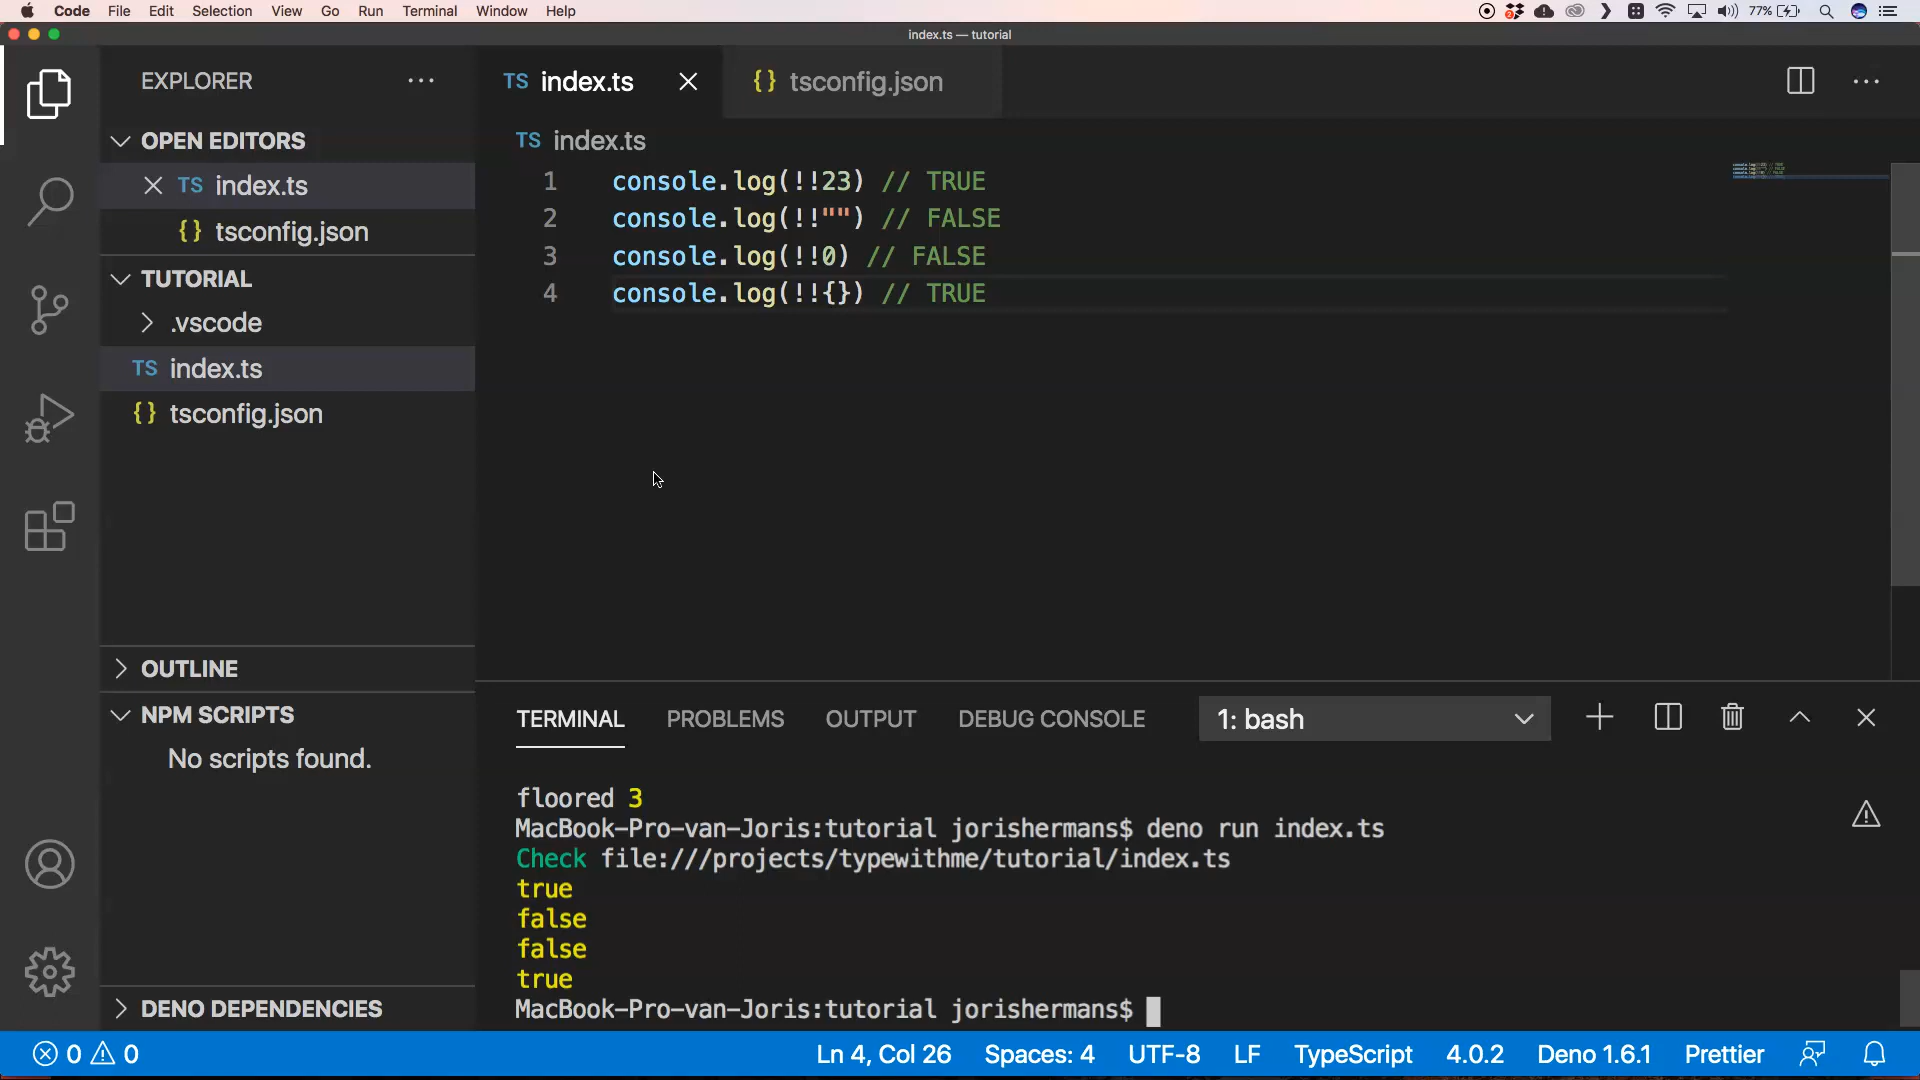 Code File Edit Selection View Go Run Terminal Window Help 77%
index.ts — tutorial
EXPLORER
TS index.ts {} tsconfig.json
OPEN EDITORS
TS index.ts
{} tsconfig.json
TUTORIAL
.vscode
TS index.ts
{} tsconfig.json
OUTLINE
NPM SCRIPTS
No scripts found.
DENO DEPENDENCIES
TS index.ts
1 console.log(!!23) // TRUE
2 console.log(!!"") // FALSE
3 console.log(!!0) // FALSE
4 console.log(!!{}) // TRUE
TERMINAL PROBLEMS OUTPUT DEBUG CONSOLE 1: bash
floored 3
MacBook-Pro-van-Joris:tutorial jorishermans$ deno run index.ts
Check file:///projects/typewithme/tutorial/index.ts
true
false
false
true
MacBook-Pro-van-Joris:tutorial jorishermans$
0 0 Ln 4, Col 26 Spaces: 4 UTF-8 LF TypeScript 4.0.2 Deno 1.6.1 Prettier